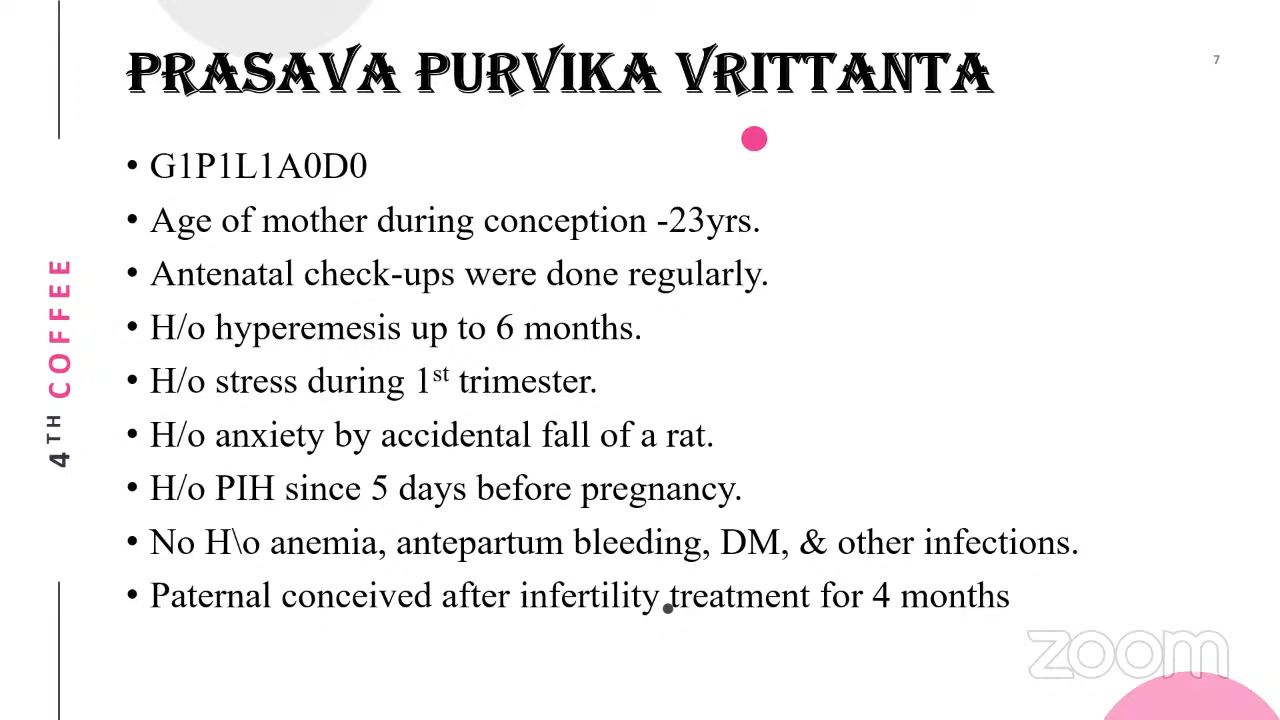 PRASAVA PURVIKA VRITTANTA
7
• G1P1L1A0D0
• Age of mother during conception -23yrs.
• Antenatal check-ups were done regularly.
• H/o hyperemesis up to 6 months.
• H/o stress during 1st trimester.
• H/o anxiety by accidental fall of a rat.
• H/o PIH since 5 days before pregnancy.
• No H\o anemia, antepartum bleeding, DM, & other infections.
• Paternal conceived after infertility treatment for 4 months
4TH COFFEE
zoom